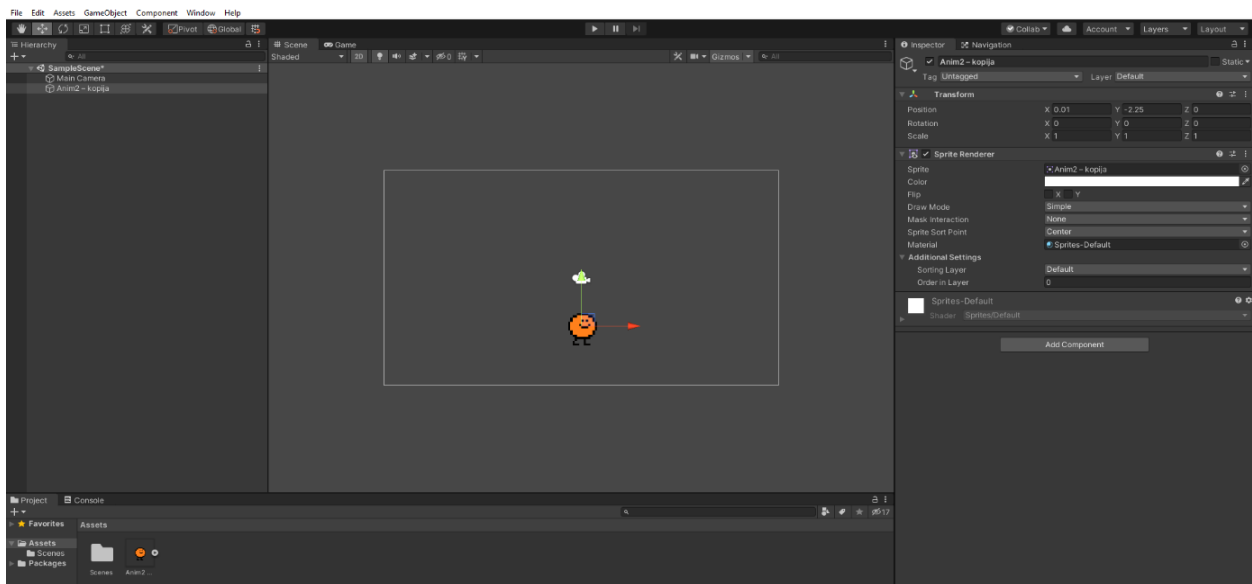 File Edit Assets GameObject Component Window Help
Pivot Global
Collab Account Layers Layout
Hierarchy
All
SampleScene*
Main Camera
Anim2 – kopija
Scene Game
Shaded 2D 0 Gizmos All
Inspector Navigation
Anim2 – kopija Static
Tag Untagged Layer Default
Transform
Position X 0.01 Y -2.25 Z 0
Rotation X 0 Y 0 Z 0
Scale X 1 Y 1 Z 1
Sprite Renderer
Sprite Anim2 – kopija
Color
Flip X Y
Draw Mode Simple
Mask Interaction None
Sprite Sort Point Center
Material Sprites-Default
Additional Settings
Sorting Layer Default
Order in Layer 0
Sprites-Default
Shader Sprites/Default
Add Component
Project Console
17
Favorites
Assets
Scenes
Packages
Assets
Scenes Anim2 ...